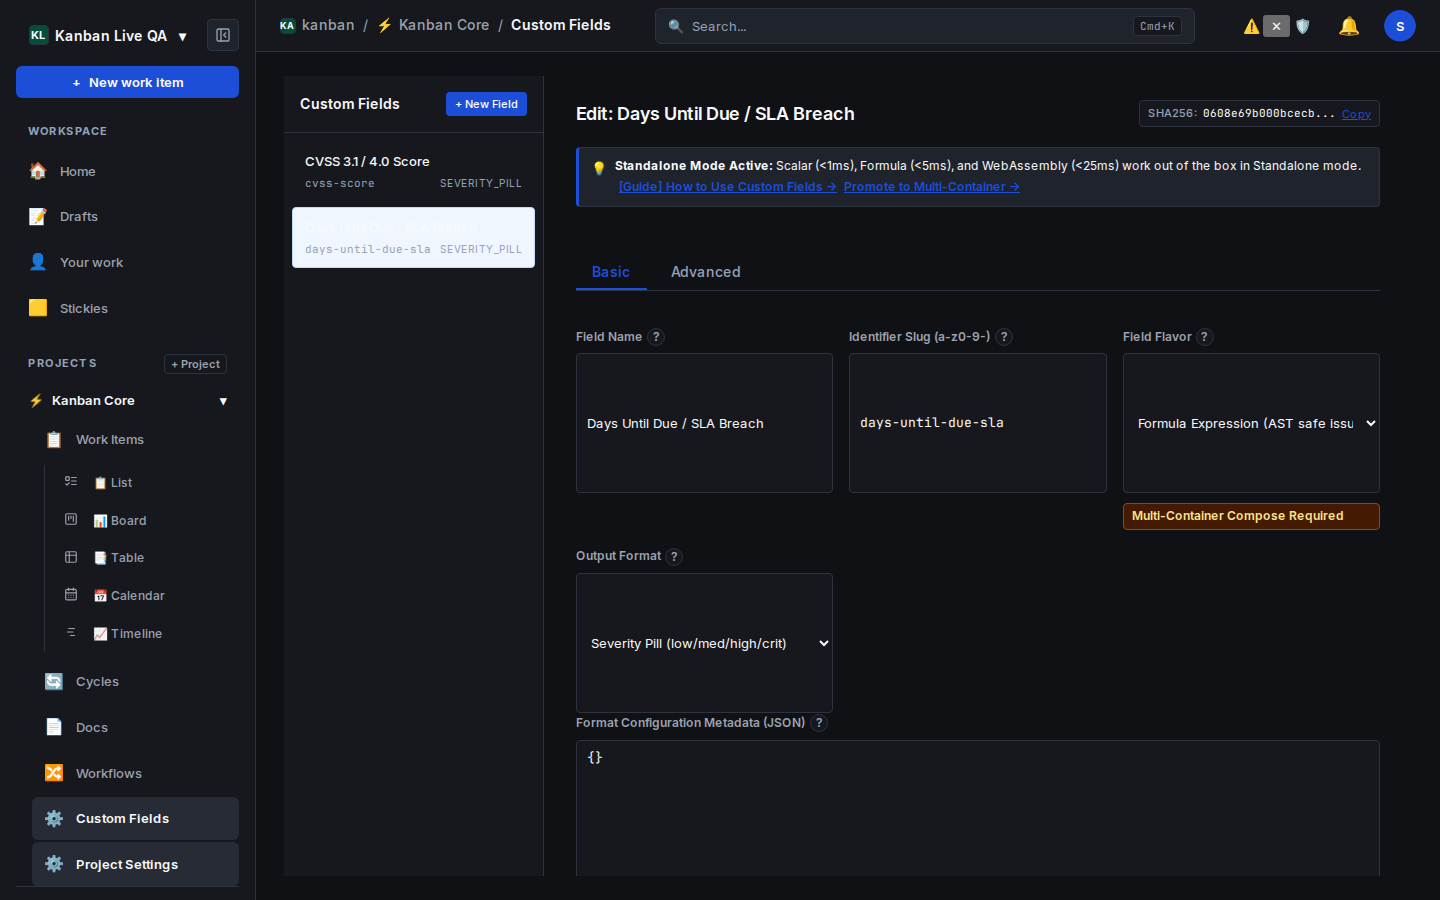 KL Kanban Live QA ▼
+ New work item
WORKSPACE
🏠 Home
📝 Drafts
👤 Your work
🟨 Stickies
PROJECTS
+ Project
⚡ Kanban Core ▼
📋 Work Items
📋 List
📊 Board
📑 Table
📅 Calendar
📈 Timeline
🔄 Cycles
📄 Docs
🔀 Workflows
⚙️ Custom Fields
⚙️ Project Settings
KA kanban / ⚡ Kanban Core / Custom Fields
🔍 Search...
Cmd+K
⚠️ ✕ 🛡️ 🔔 S
Custom Fields
+ New Field
CVSS 3.1 / 4.0 Score
cvss-score SEVERITY_PILL
days-until-due-sla SEVERITY_PILL
Edit: Days Until Due / SLA Breach
SHA256: 0608e69b000bcecb... Copy
💡 Standalone Mode Active: Scalar (<1ms), Formula (<5ms), and WebAssembly (<25ms) work out of the box in Standalone mode.
[Guide] How to Use Custom Fields → Promote to Multi-Container →
Basic Advanced
Field Name ?
Days Until Due / SLA Breach
Identifier Slug (a-z0-9-) ?
days-until-due-sla
Field Flavor ?
Formula Expression (AST safe issu
Multi-Container Compose Required
Output Format ?
Severity Pill (low/med/high/crit)
Format Configuration Metadata (JSON) ?
{}